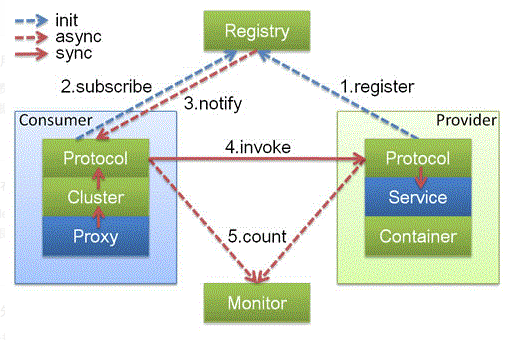 init
async
sync
Registry
2.subscribe
3.notify
1.register
Consumer
Provider
Protocol
4.invoke
Protocol
Cluster
Service
Proxy
5.count
Container
Monitor